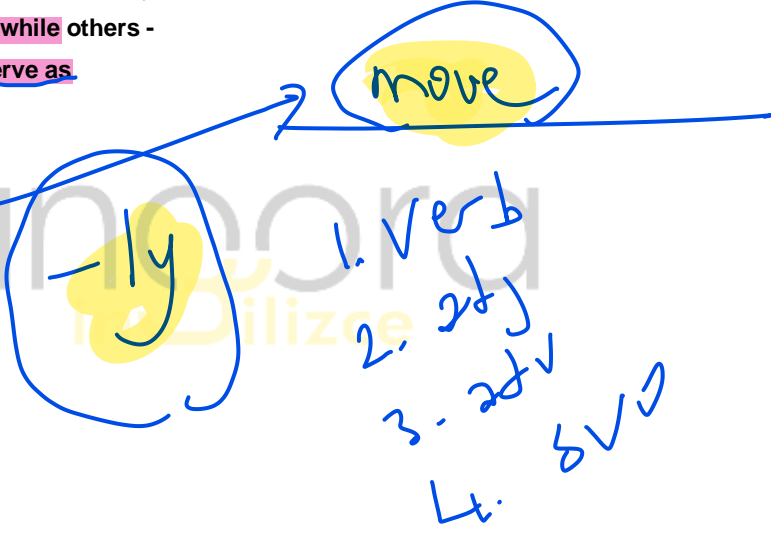 while others -
erve as
move
-ly
1. verb
2. adj
3. adv
4. SVO